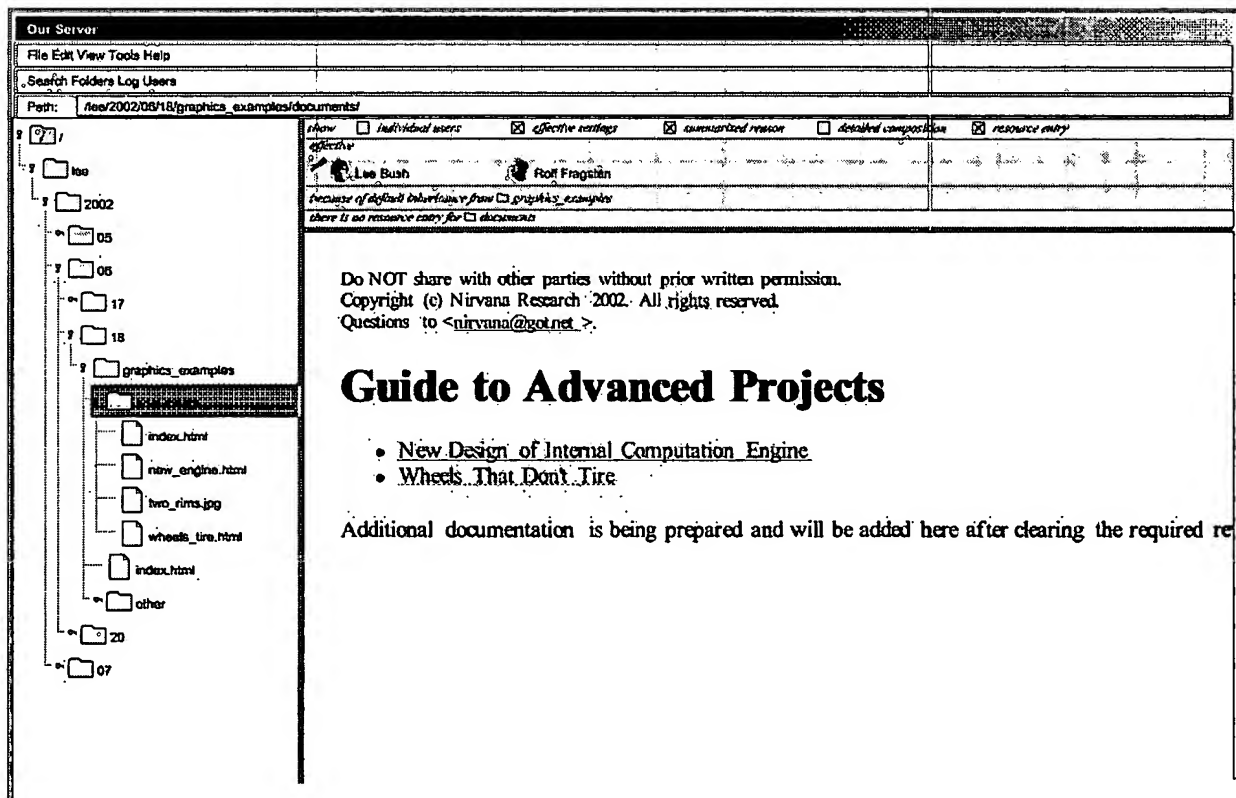 Our Server
File Edit View Tools Help
Search Folders Log Users
Path: /lee/2002/06/18/graphics_examples/documents/
/
lee
2002
05
06
17
18
graphics_examples
index.html
new_engine.html
two_rims.jpg
wheels_tire.html
index.html
other
20
07
show individual users effective settings summarized reason detailed composition resource entry
effective
Lee Bush Rolf Fragstein
because of default inheritance from graphics_examples
there is no resource entry for documents
Do NOT share with other parties without prior written permission.
Copyright (c) Nirvana Research 2002. All rights reserved.
Questions to <nirvana@got.net >.
Guide to Advanced Projects
• New Design of Internal Computation Engine
• Wheels That Don't Tire
Additional documentation is being prepared and will be added here after clearing the required re